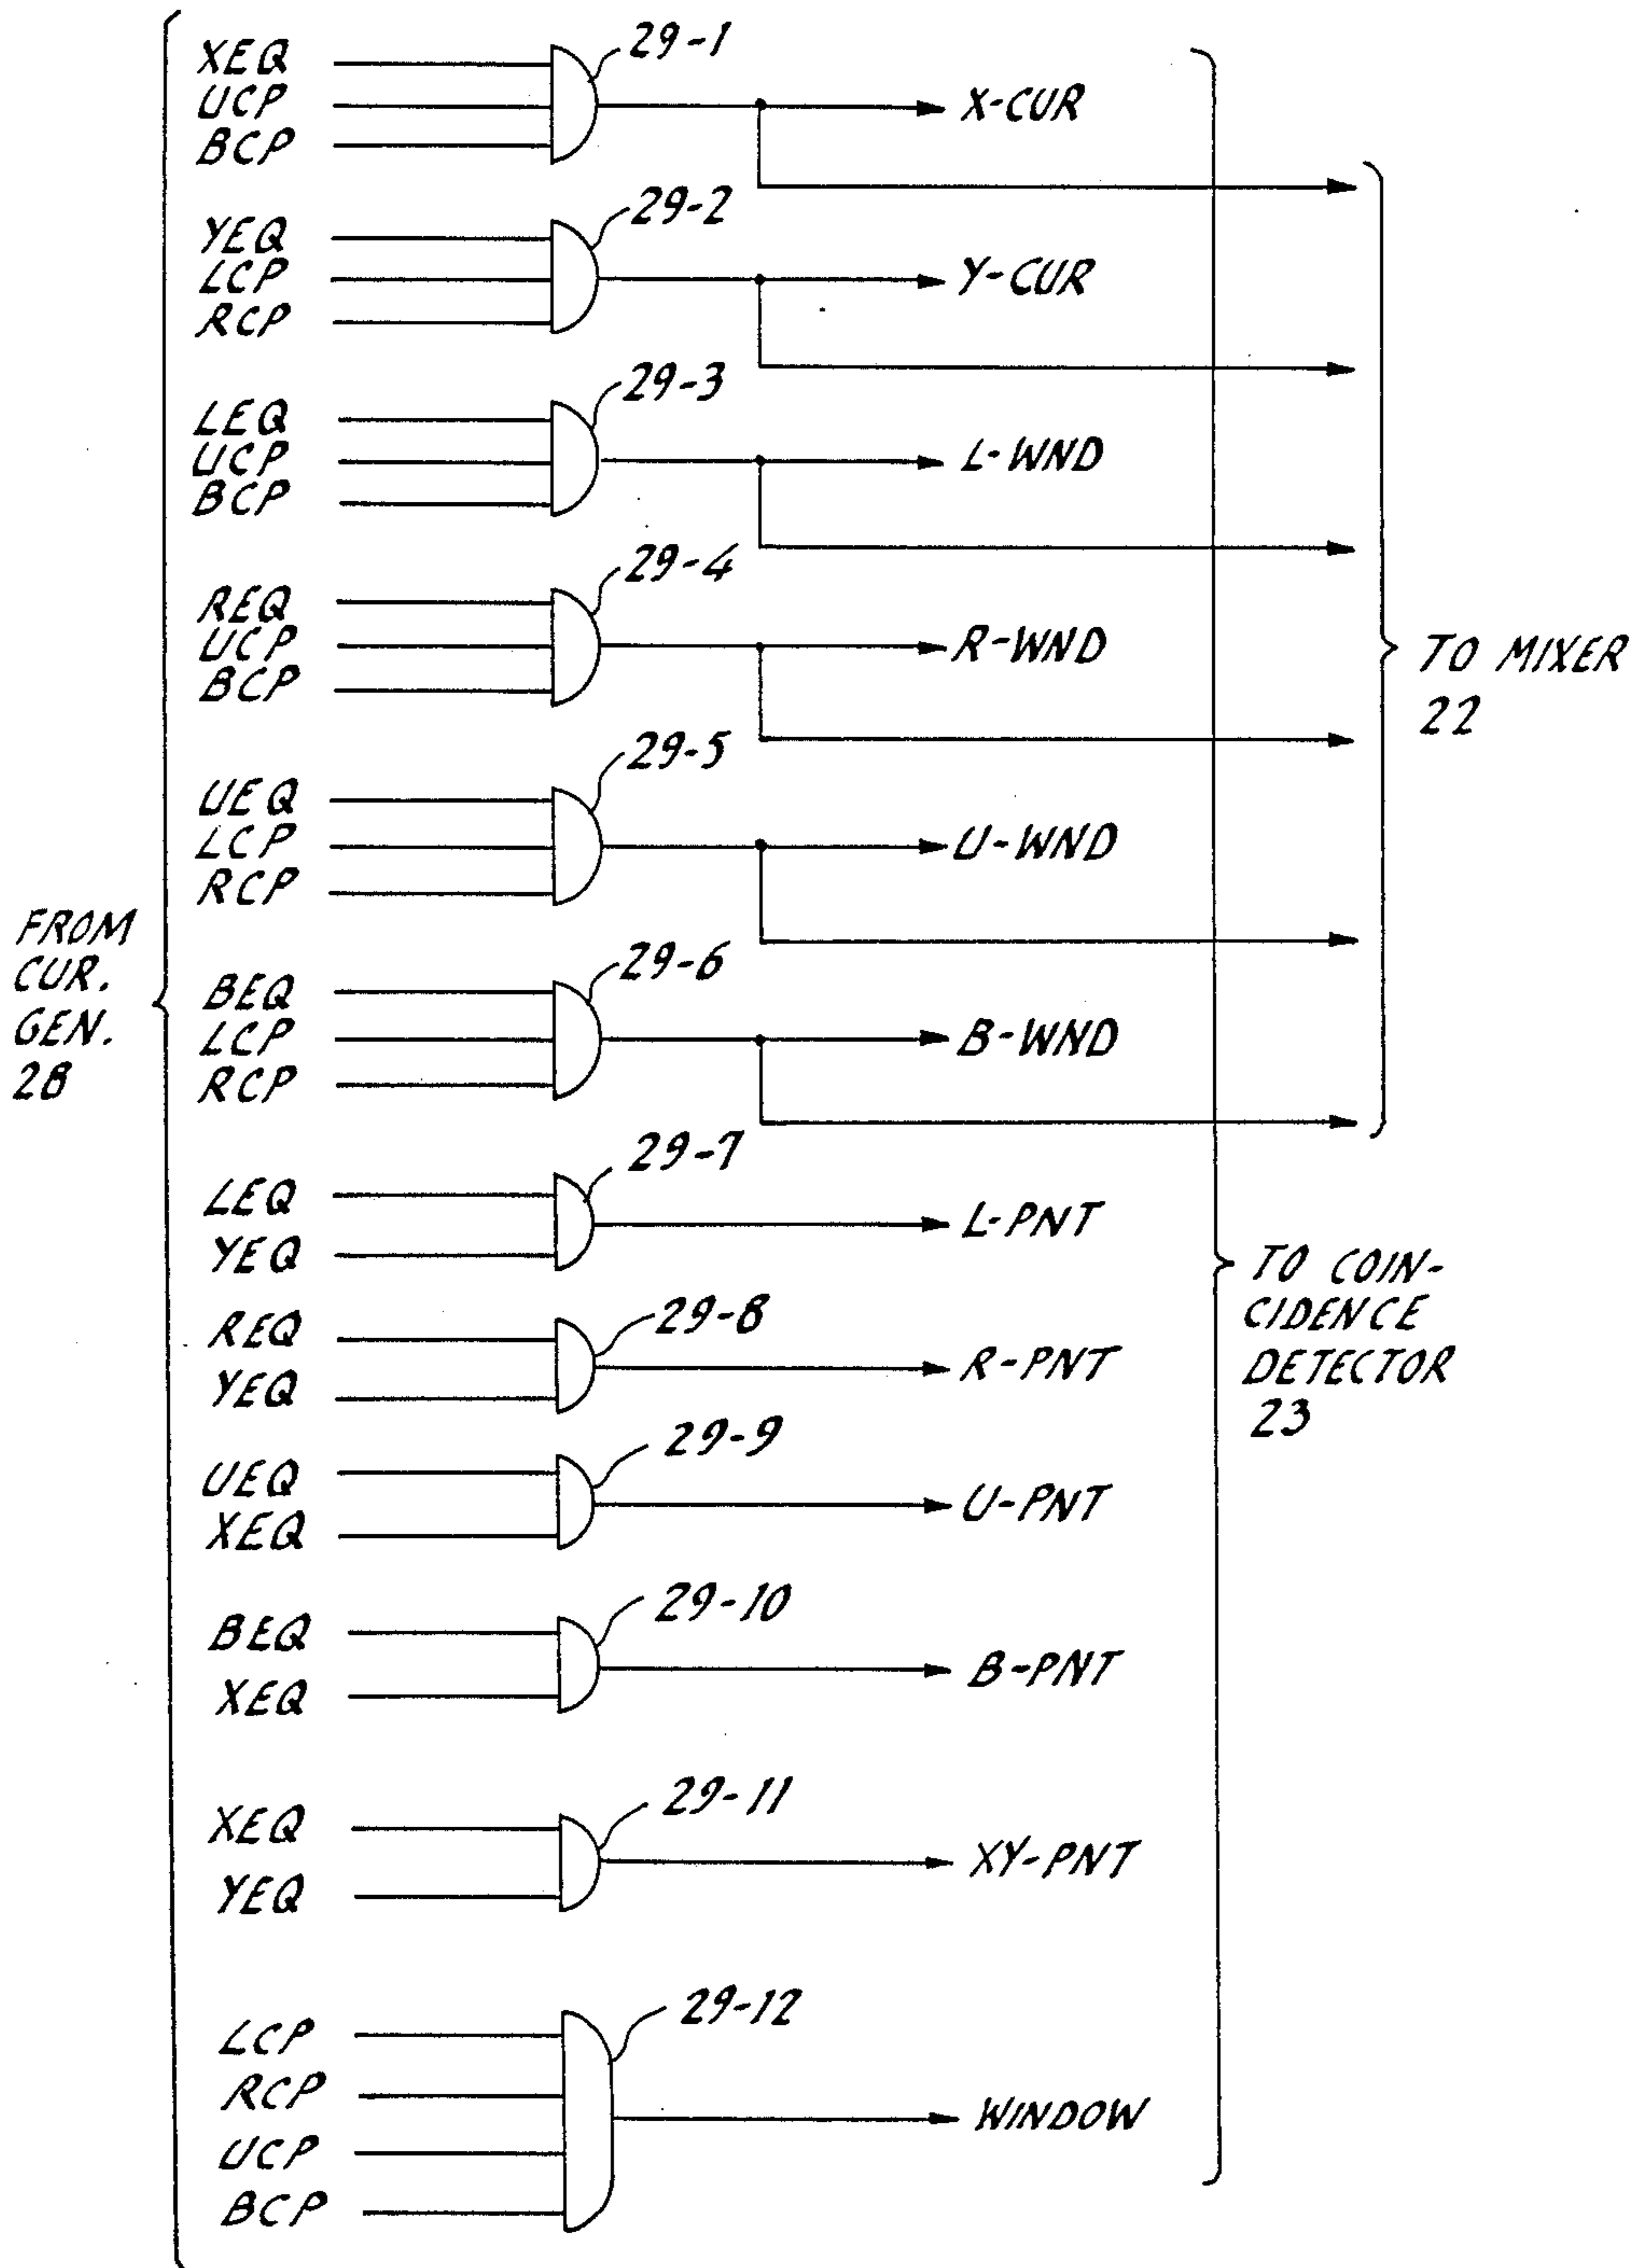 FROM
CUR.
GEN.
28
XEQ
UCP
BCP
29-1
X-CUR
YEQ
LCP
RCP
29-2
Y-CUR
LEQ
UCP
BCP
29-3
L-WND
REQ
UCP
BCP
29-4
R-WND
UEQ
LCP
RCP
29-5
U-WND
BEQ
LCP
RCP
29-6
B-WND
TO MIXER
22
LEQ
YEQ
29-7
L-PNT
REQ
YEQ
29-8
R-PNT
UEQ
XEQ
29-9
U-PNT
BEQ
XEQ
29-10
B-PNT
XEQ
YEQ
29-11
XY-PNT
LCP
RCP
UCP
BCP
29-12
WINDOW
TO COIN-
CIDENCE
DETECTOR
23